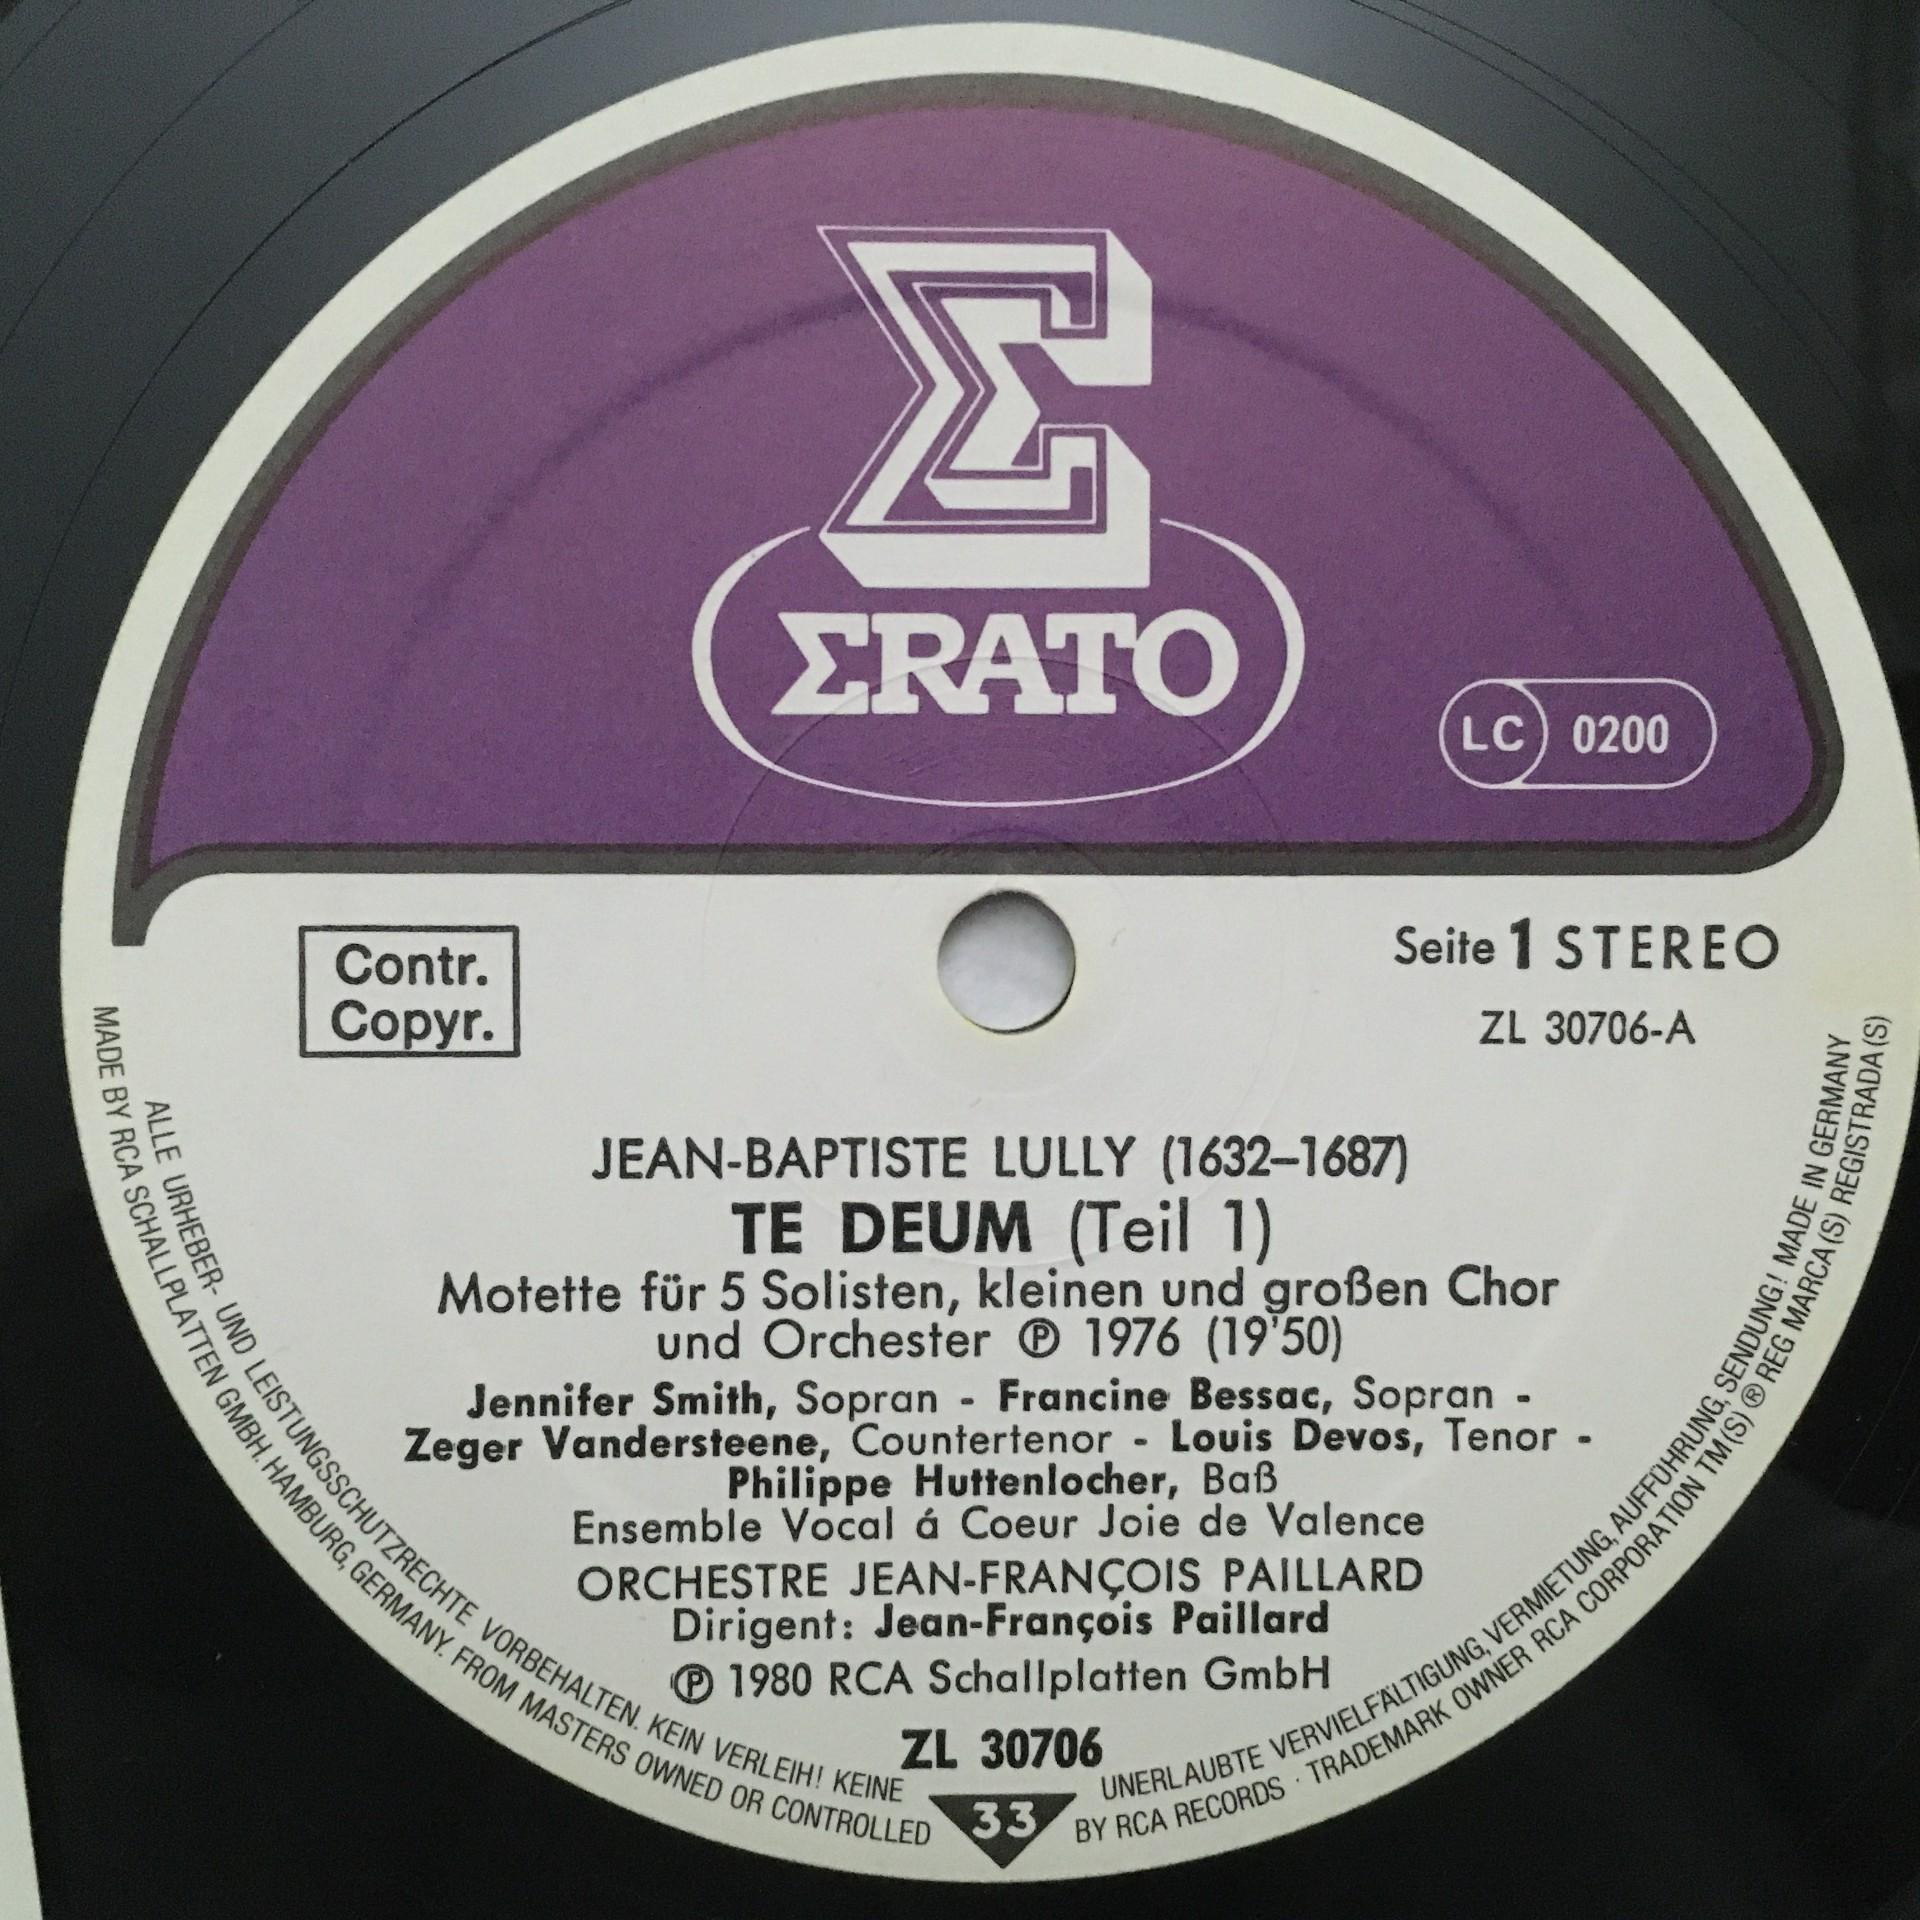 Σ
ΣRATO
LC 0200
Contr.
Copyr.
Seite 1 STEREO
ZL 30706-A
JEAN-BAPTISTE LULLY (1632–1687)
TE DEUM (Teil 1)
Motette für 5 Solisten, kleinen und großen Chor
und Orchester ℗ 1976 (19'50)
Jennifer Smith, Sopran - Francine Bessac, Sopran -
Zeger Vandersteene, Countertenor - Louis Devos, Tenor -
Philippe Huttenlocher, Baß
Ensemble Vocal á Coeur Joie de Valence
ORCHESTRE JEAN-FRANÇOIS PAILLARD
Dirigent: Jean-François Paillard
℗ 1980 RCA Schallplatten GmbH
ZL 30706
33
ALLE URHEBER- UND LEISTUNGSSCHUTZRECHTE VORBEHALTEN. KEIN VERLEIH! KEINE UNERLAUBTE VERVIELFÄLTIGUNG, VERMIETUNG, AUFFÜHRUNG, SENDUNG! MADE IN GERMANY
MADE BY RCA SCHALLPLATTEN GMBH. HAMBURG, GERMANY. FROM MASTERS OWNED OR CONTROLLED BY RCA RECORDS · TRADEMARK OWNER RCA CORPORATION TM(S) ® REG MARCA(S) REGISTRADA(S)